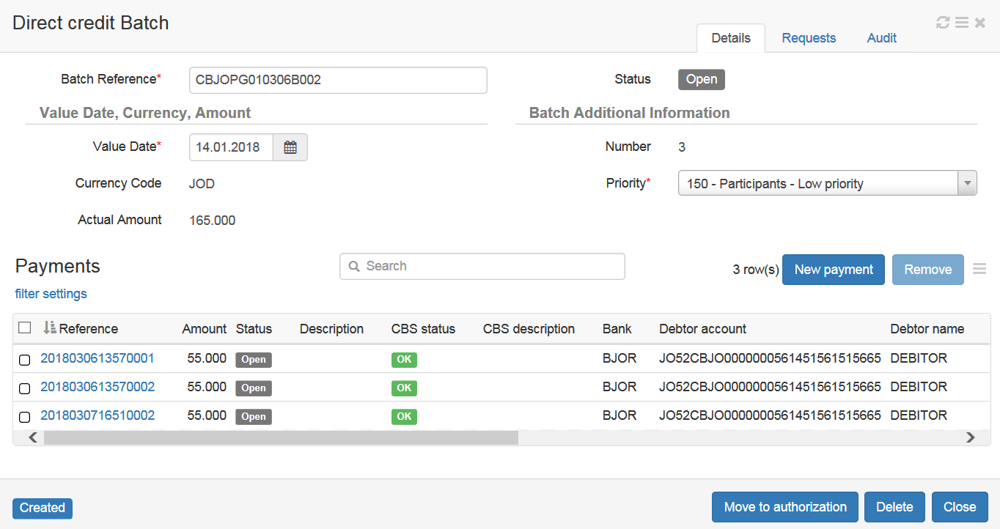 Direct credit Batch
Details Requests Audit
Batch Reference* CBJOPG010306B002 Status Open
Value Date, Currency, Amount Batch Additional Information
Value Date* 14.01.2018 Number 3
Currency Code JOD Priority* 150 - Participants - Low priority
Actual Amount 165.000
Payments Search 3 row(s) New payment Remove
filter settings
Reference Amount Status Description CBS status CBS description Bank Debtor account Debtor name
2018030613570001 55.000 Open OK BJOR JO52CBJO0000000561451561515665 DEBITOR
2018030613570002 55.000 Open OK BJOR JO52CBJO0000000561451561515665 DEBITOR
2018030716510002 55.000 Open OK BJOR JO52CBJO0000000561451561515665 DEBITOR
Created Move to authorization Delete Close